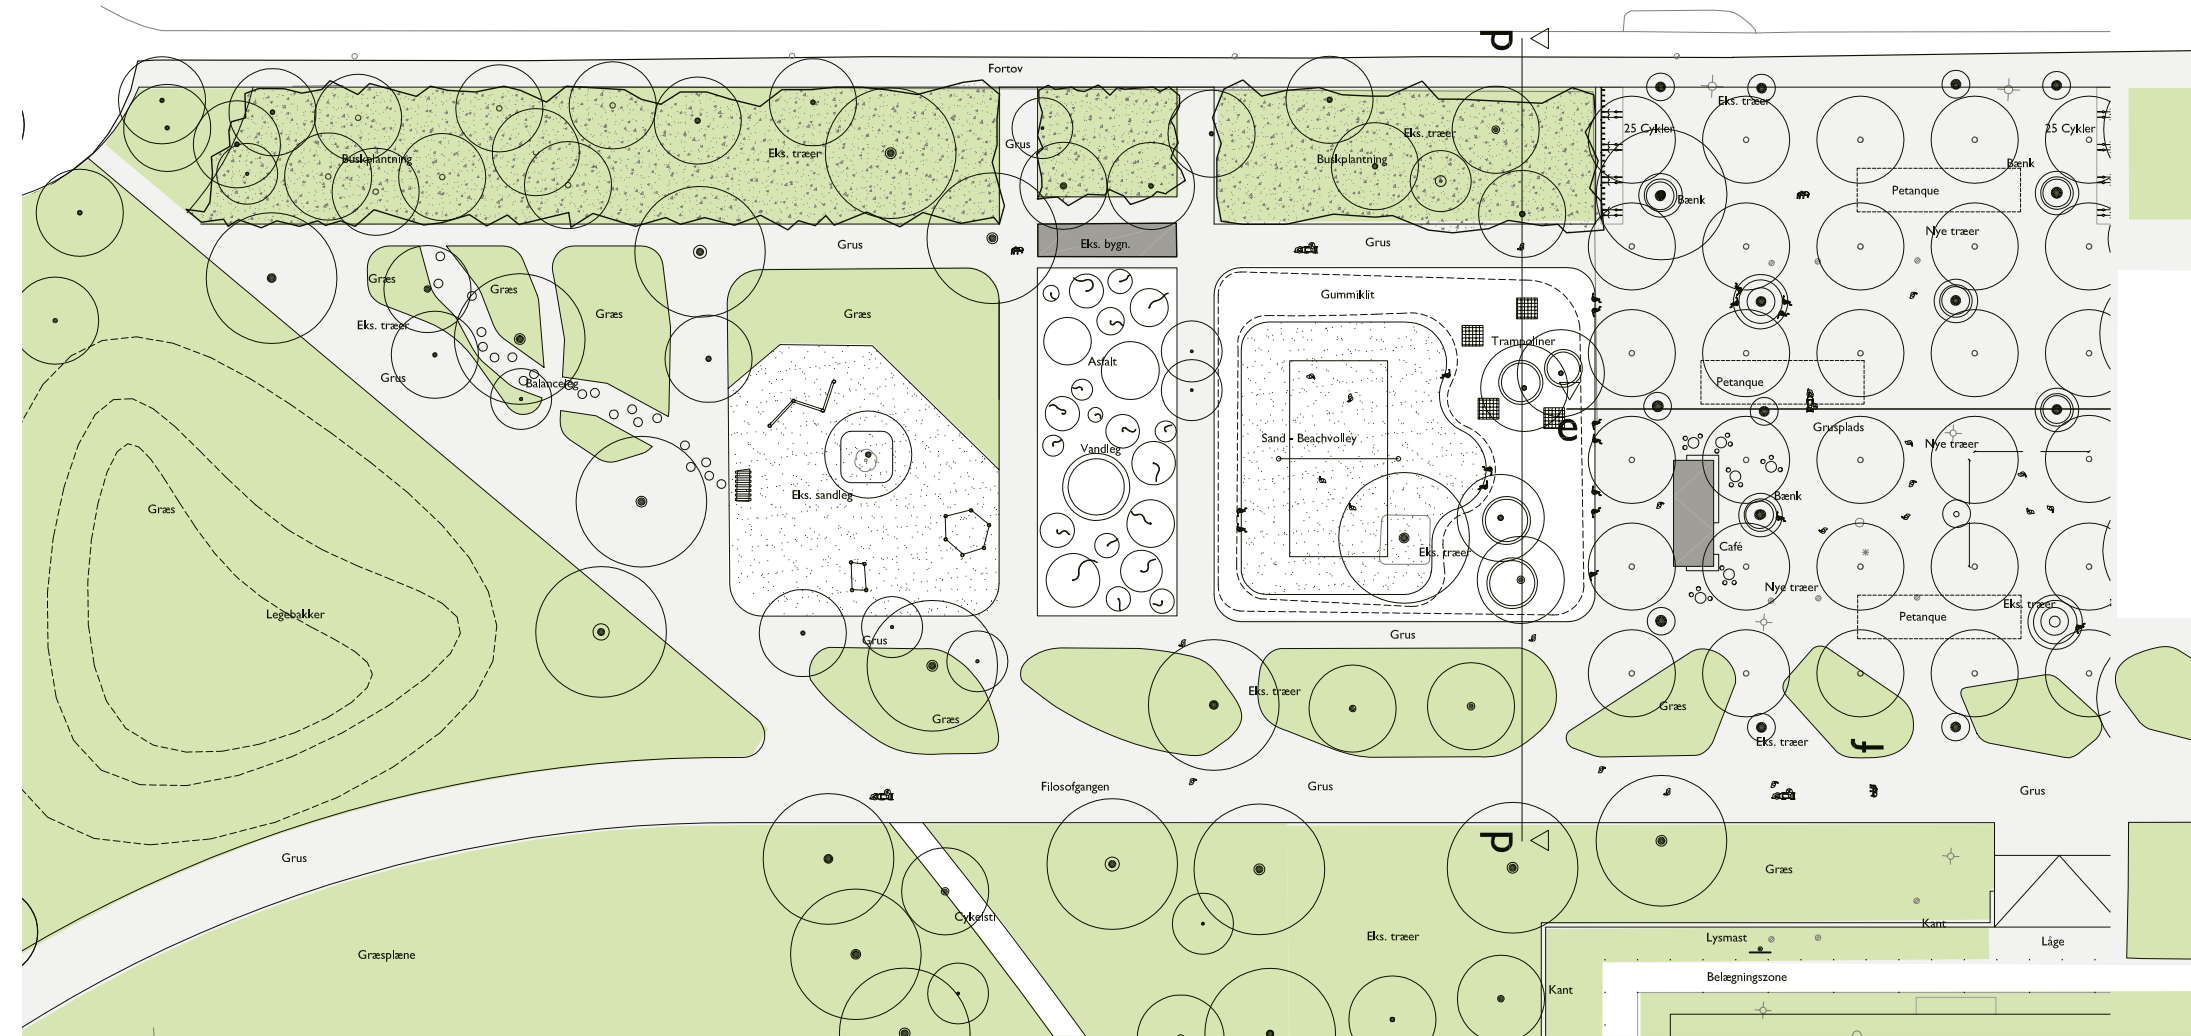 d
Fortov
Eks. træer
25 Cykler
25 Cykler
Eks. træer
Grus
Eks. træer
Buskplantning
Buskplantning
Bænk
Petanque
Bænk
Nye træer
Grus
Eks. bygn.
Grus
Græs
Græs
Græs
Græs
Gummiklit
Eks. træer
Trampoliner
Asfalt
Grus
Balanceleg
Petanque
e
Grusplads
Sand - Beachvolley
Nye træer
Vandleg
Eks. sandleg
Bænk
Græs
Café
Eks. træer
Nye træer
Eks. træer
Legebakker
Petanque
Grus
Grus
Eks. træer
Græs
Græs
Eks. træer
f
Filosofgangen
Grus
Grus
d
Grus
Græs
Cykelsti
Kant
Eks. træer
Lysmast
Låge
Græsplæne
Belægningszone
Kant